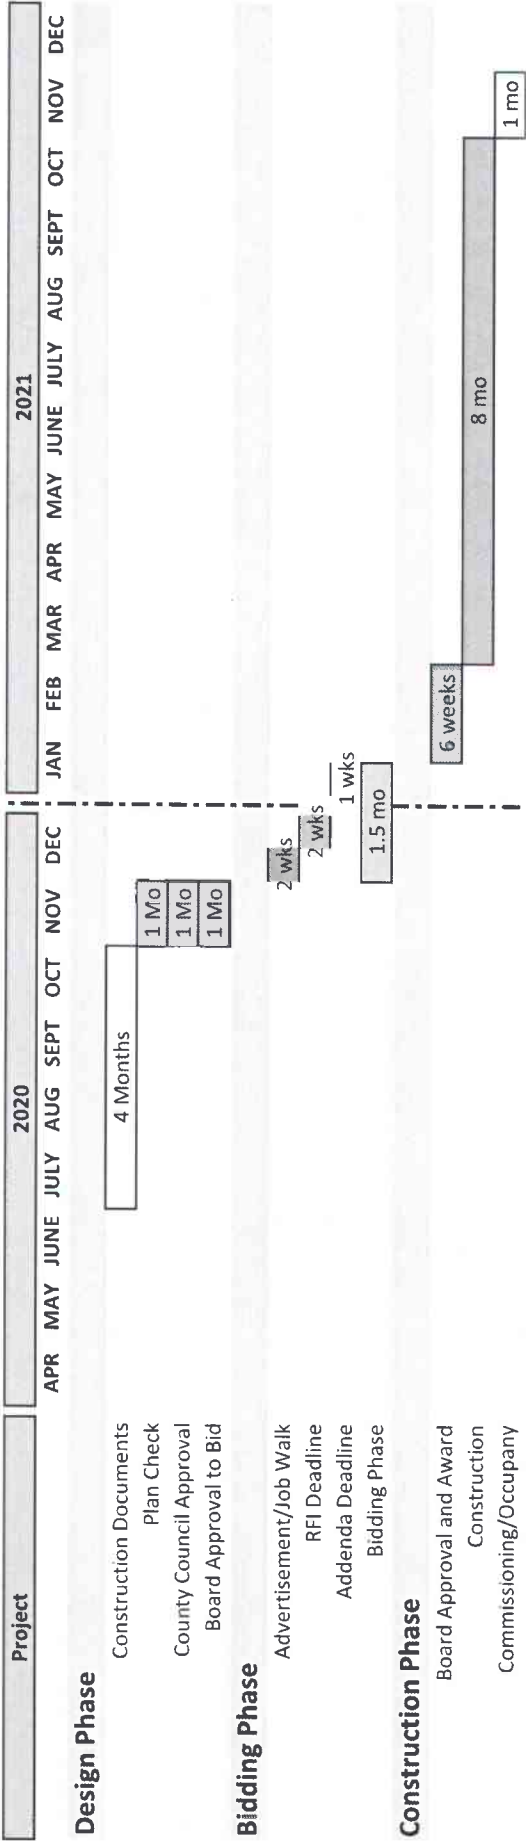 Project 2020 2021
APR MAY JUNE JULY AUG SEPT OCT NOV DEC JAN FEB MAR APR MAY JUNE JULY AUG SEPT OCT NOV DEC
Design Phase
Construction Documents 4 Months
Plan Check 1 Mo
County Council Approval 1 Mo
Board Approval to Bid 1 Mo
Bidding Phase
Advertisement/Job Walk 2 wks
RFI Deadline 2 wks
Addenda Deadline 1 wks
Bidding Phase 1.5 mo
Construction Phase
Board Approval and Award 6 weeks
Construction 8 mo
Commissioning/Occupany 1 mo